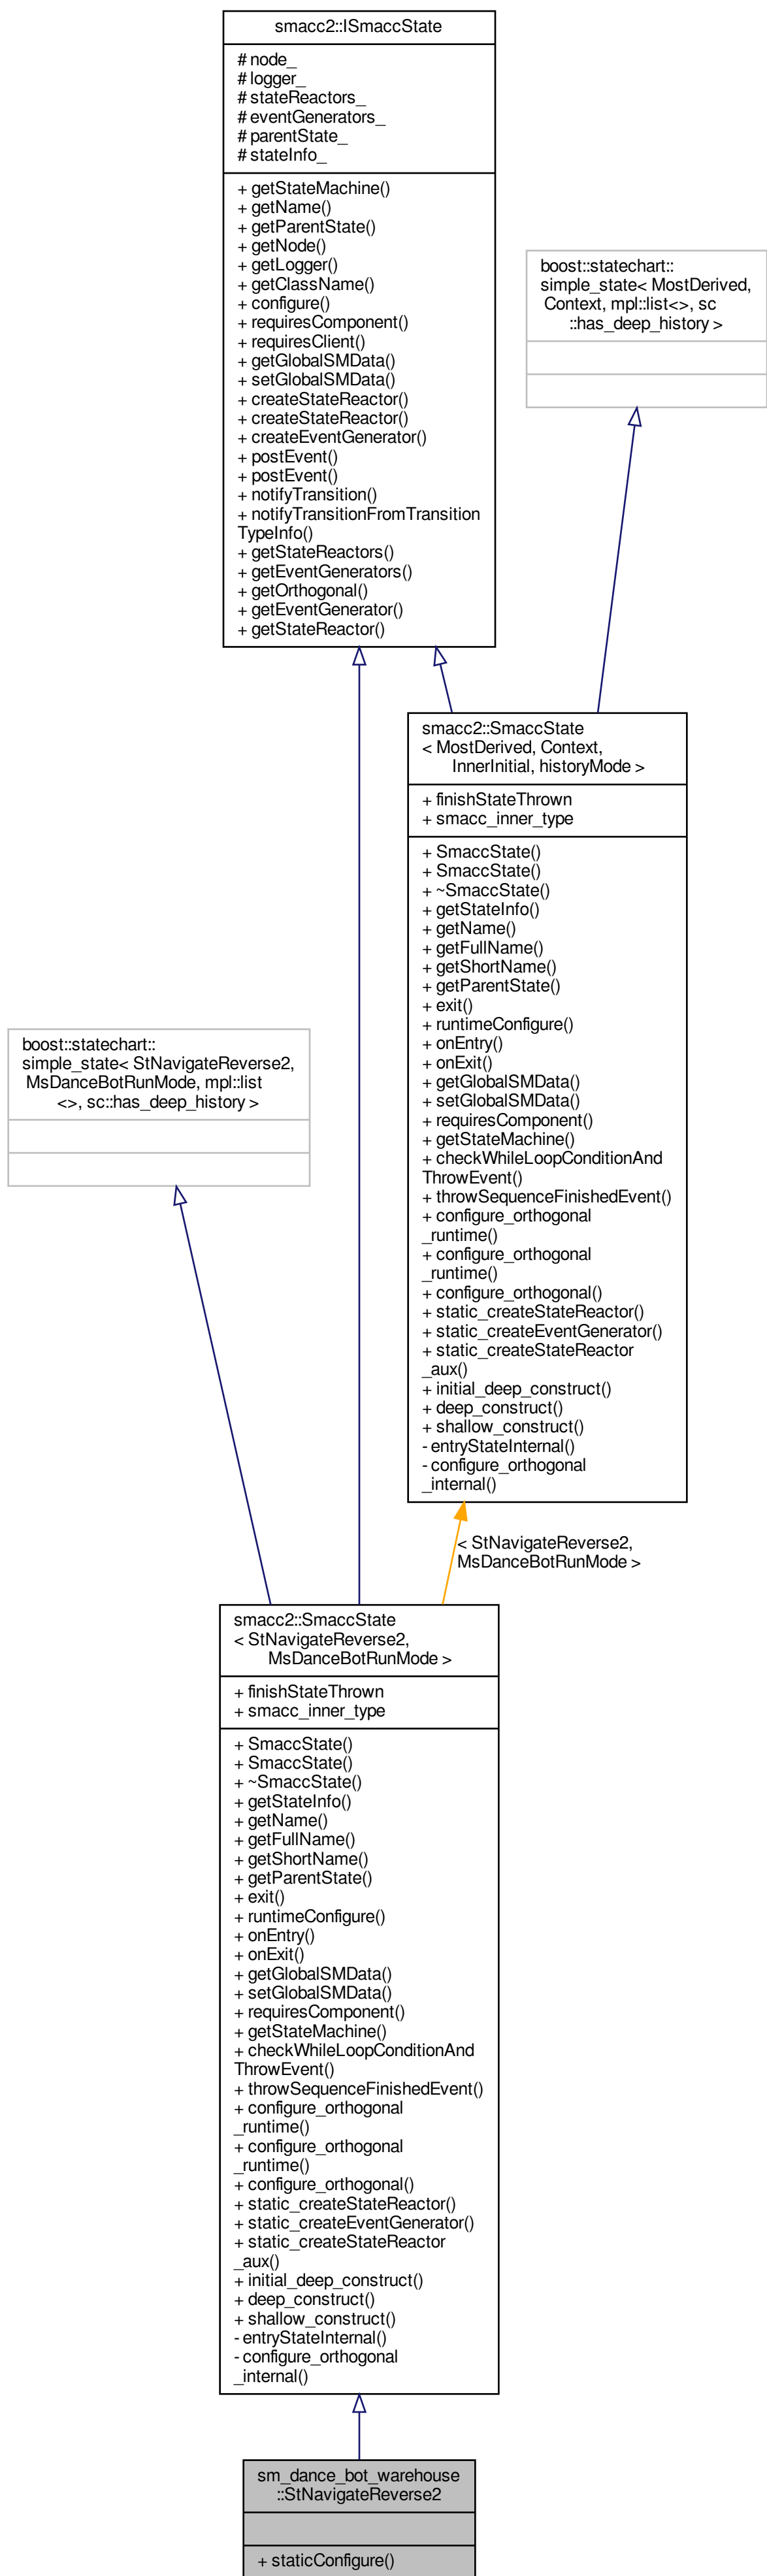 smacc2::ISmaccState
# node_
# logger_
# stateReactors_
# eventGenerators_
# parentState_
# stateInfo_
+ getStateMachine()
+ getName()
+ getParentState()
+ getNode()
+ getLogger()
+ getClassName()
+ configure()
+ requiresComponent()
+ requiresClient()
+ getGlobalSMData()
+ setGlobalSMData()
+ createStateReactor()
+ createStateReactor()
+ createEventGenerator()
+ postEvent()
+ postEvent()
+ notifyTransition()
+ notifyTransitionFromTransition
TypeInfo()
+ getStateReactors()
+ getEventGenerators()
+ getOrthogonal()
+ getEventGenerator()
+ getStateReactor()
boost::statechart::
simple_state< MostDerived,
Context, mpl::list<>, sc
::has_deep_history >
smacc2::SmaccState
< MostDerived, Context,
InnerInitial, historyMode >
+ finishStateThrown
+ smacc_inner_type
+ SmaccState()
+ SmaccState()
+ ~SmaccState()
+ getStateInfo()
+ getName()
+ getFullName()
+ getShortName()
+ getParentState()
+ exit()
+ runtimeConfigure()
+ onEntry()
+ onExit()
+ getGlobalSMData()
+ setGlobalSMData()
+ requiresComponent()
+ getStateMachine()
+ checkWhileLoopConditionAnd
ThrowEvent()
+ throwSequenceFinishedEvent()
+ configure_orthogonal
_runtime()
+ configure_orthogonal
_runtime()
+ configure_orthogonal()
+ static_createStateReactor()
+ static_createEventGenerator()
+ static_createStateReactor
_aux()
+ initial_deep_construct()
+ deep_construct()
+ shallow_construct()
- entryStateInternal()
- configure_orthogonal
_internal()
boost::statechart::
simple_state< StNavigateReverse2,
MsDanceBotRunMode, mpl::list
<>, sc::has_deep_history >
< StNavigateReverse2,
MsDanceBotRunMode >
smacc2::SmaccState
< StNavigateReverse2,
MsDanceBotRunMode >
+ finishStateThrown
+ smacc_inner_type
+ SmaccState()
+ SmaccState()
+ ~SmaccState()
+ getStateInfo()
+ getName()
+ getFullName()
+ getShortName()
+ getParentState()
+ exit()
+ runtimeConfigure()
+ onEntry()
+ onExit()
+ getGlobalSMData()
+ setGlobalSMData()
+ requiresComponent()
+ getStateMachine()
+ checkWhileLoopConditionAnd
ThrowEvent()
+ throwSequenceFinishedEvent()
+ configure_orthogonal
_runtime()
+ configure_orthogonal
_runtime()
+ configure_orthogonal()
+ static_createStateReactor()
+ static_createEventGenerator()
+ static_createStateReactor
_aux()
+ initial_deep_construct()
+ deep_construct()
+ shallow_construct()
- entryStateInternal()
- configure_orthogonal
_internal()
sm_dance_bot_warehouse
::StNavigateReverse2
+ staticConfigure()